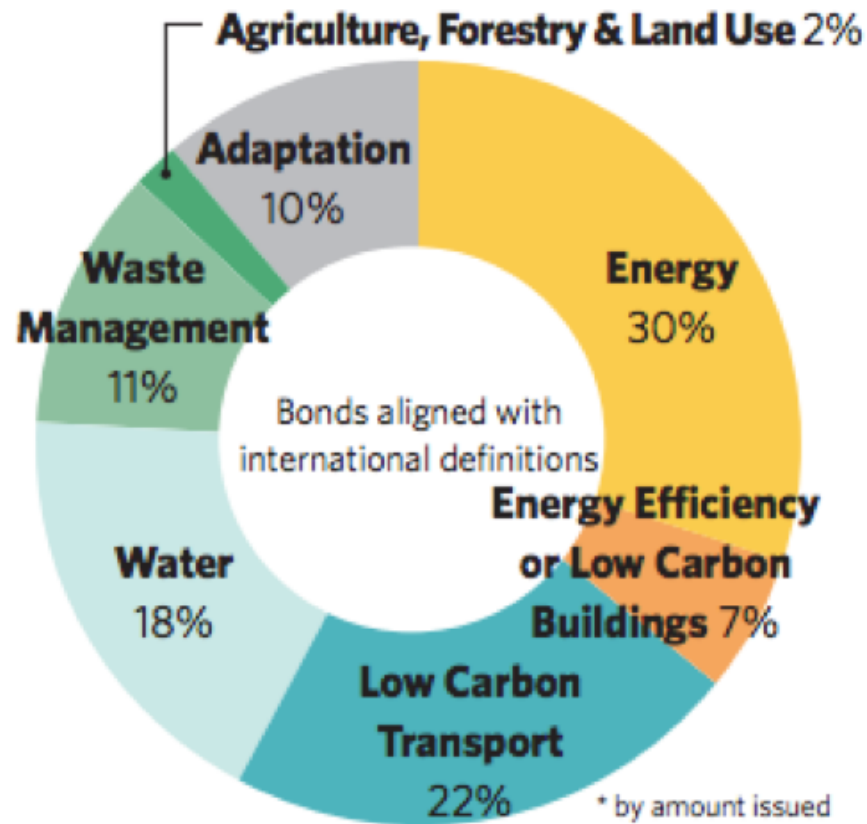 Agriculture, Forestry & Land Use 2%
Adaptation
10%
Energy
30%
Waste
Management
11%
Bonds aligned with
international definitions
Energy Efficiency
or Low Carbon
Buildings 7%
Water
18%
Low Carbon
Transport
22%
* by amount issued